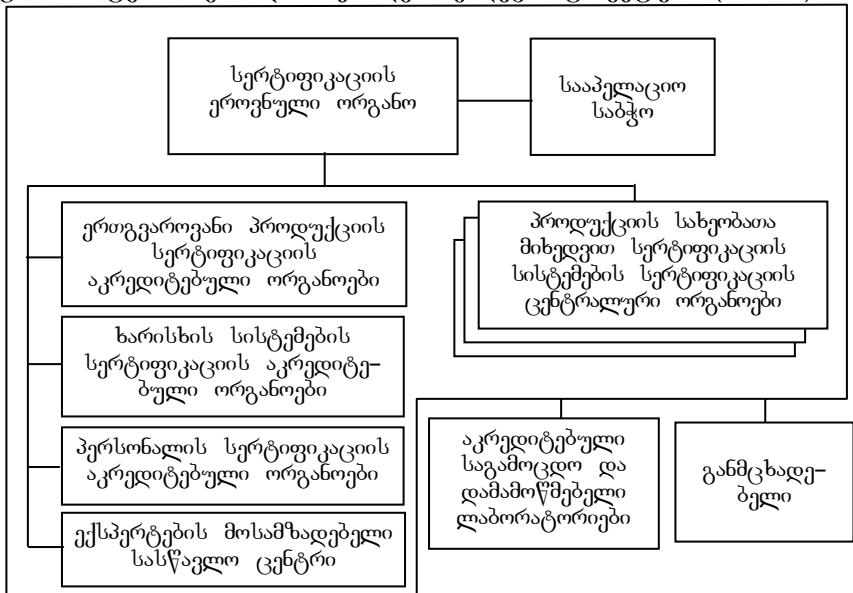 სერტიფიკაციის
ეროვნული ორგანო
სააპელაციო
საბჭო
ერთგვაროვანი პროდუქციის
სერტიფიკაციის
აკრედიტებული ორგანოები
პროდუქციის სახეობათა
მიხედვით სერტიფიკაციის
სისტემების სერტიფიკაციის
ცენტრალური ორგანოები
ხარისხის სისტემების
სერტიფიკაციის აკრედიტე-
ბული ორგანოები
პერსონალის სერტიფიკაციის
აკრედიტებული ორგანოები
ექსპერტების მოსამზადებელი
სასწავლო ცენტრი
აკრედიტებული
საგამოცდო და
დამამოწმებელი
ლაბორატორიები
განმცხადე-
ბელი